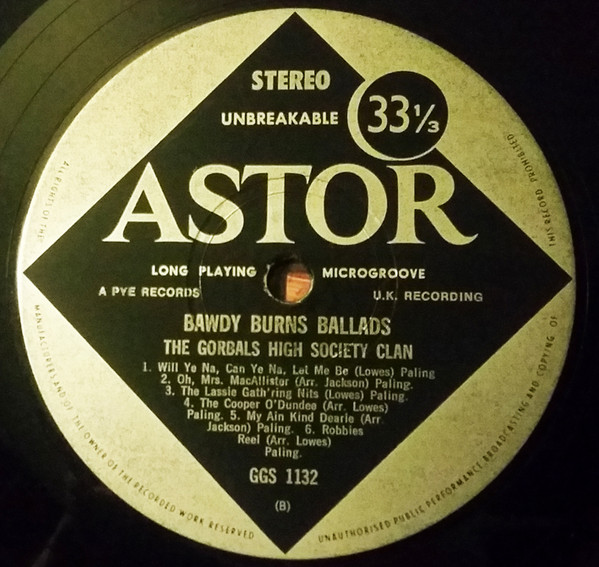 STEREO
UNBREAKABLE
33⅓
ASTOR
LONG PLAYING MICROGROOVE
A PYE RECORDS U.K. RECORDING
BAWDY BURNS BALLADS
THE GORBALS HIGH SOCIETY CLAN
1. Will Ye Na, Can Ye Na, Let Me Be (Lowes) Paling
2. Oh, Mrs. MacAllister (Arr. Jackson) Paling.
3. The Lassie Gath'ring Nits (Lowes) Paling.
4. The Cooper O'Dundee (Arr. Lowes)
Paling. 5. My Ain Kind Dearie (Arr
Jackson) Paling. 6. Robbies
Reel (Arr. Lowes)
Paling.
GGS 1132
(B)
ALL RIGHTS OF THE
MANUFACTURER AND OF THE OWNER OF THE RECORDED WORK RESERVED
UNAUTHORISED PUBLIC PERFORMANCE BROADCASTING AND COPYING OF
THIS RECORD PROHIBITED